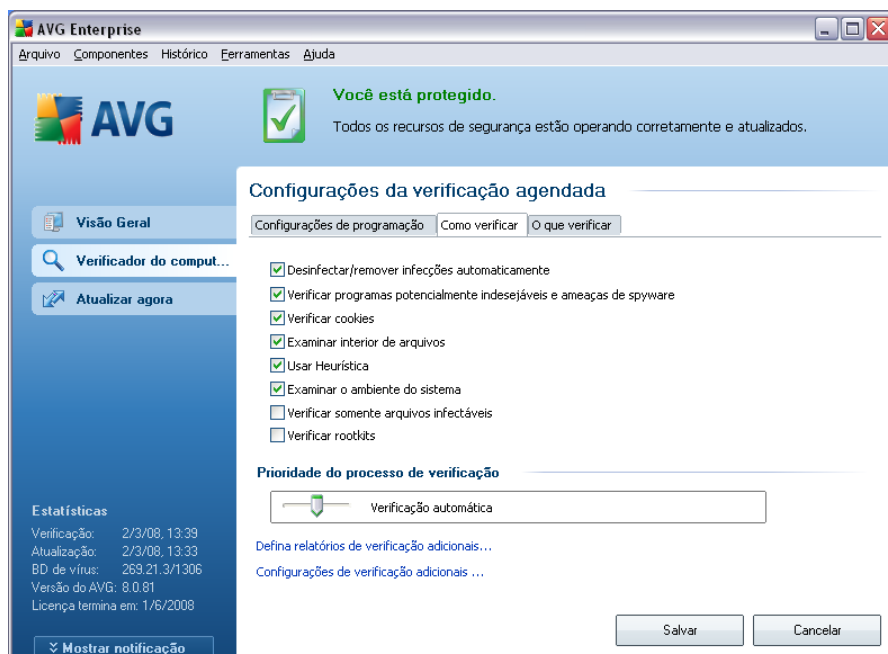 AVG Enterprise
Arquivo Componentes Histórico Ferramentas Ajuda
AVG
Você está protegido.
Todos os recursos de segurança estão operando corretamente e atualizados.
Visão Geral
Verificador do comput...
Atualizar agora
Configurações da verificação agendada
Configurações de programação Como verificar O que verificar
Desinfectar/remover infecções automaticamente
Verificar programas potencialmente indesejáveis e ameaças de spyware
Verificar cookies
Examinar interior de arquivos
Usar Heurística
Examinar o ambiente do sistema
Verificar somente arquivos infectáveis
Verificar rootkits
Prioridade do processo de verificação
Verificação automática
Defina relatórios de verificação adicionais...
Configurações de verificação adicionais ...
Estatísticas
Verificação: 2/3/08, 13:39
Atualização: 2/3/08, 13:33
BD de vírus: 269.21.3/1306
Versão do AVG: 8.0.81
Licença termina em: 1/6/2008
Mostrar notificação
Salvar Cancelar